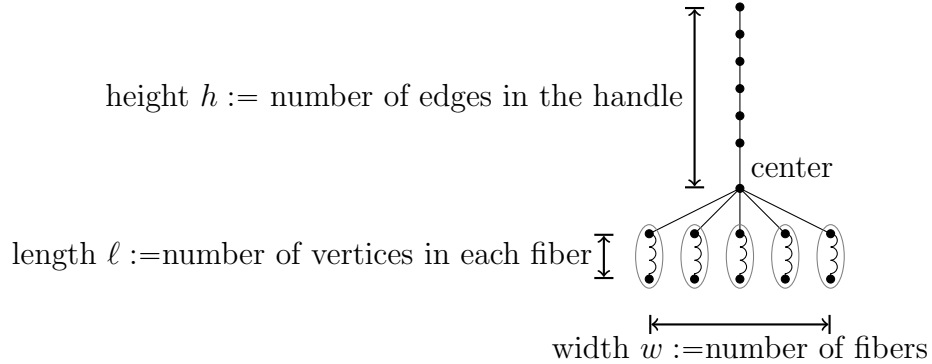 height h := number of edges in the handle
center
length ℓ :=number of vertices in each fiber
width w :=number of fibers